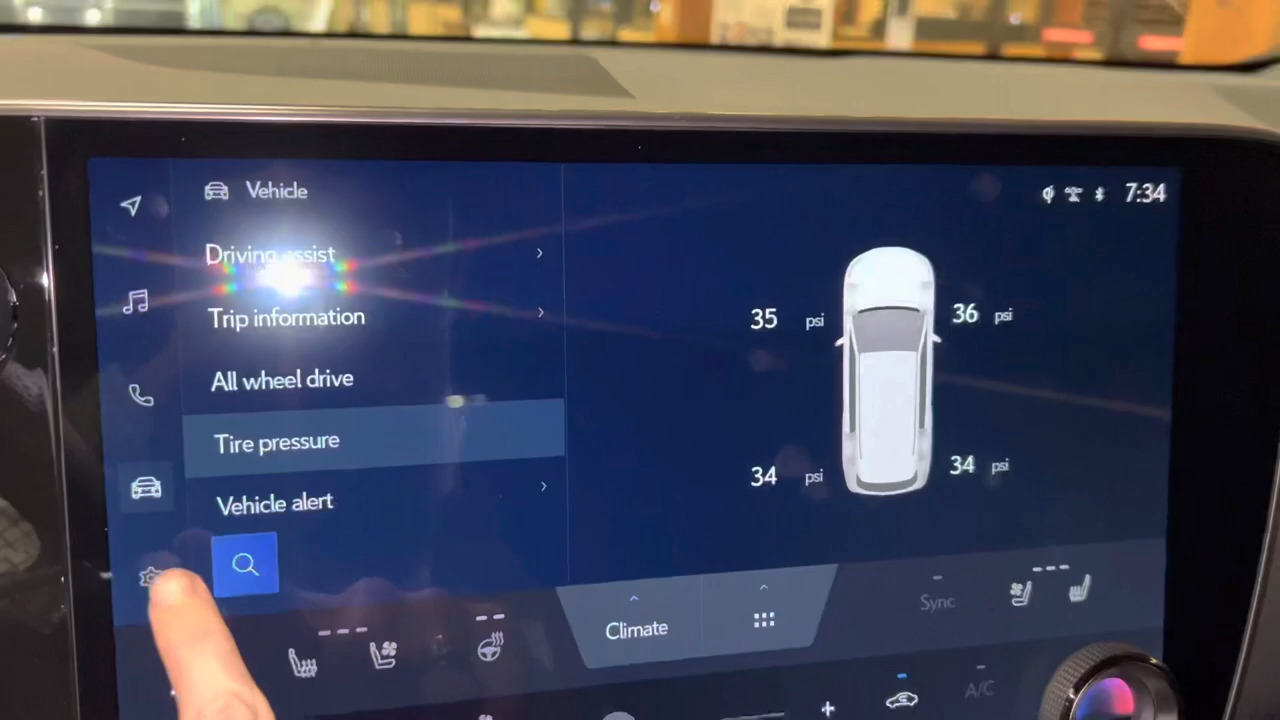 Vehicle
7:34
Driving assist
Trip information
All wheel drive
Tire pressure
Vehicle alert
35 psi
36 psi
34 psi
34 psi
Climate
Sync
A/C